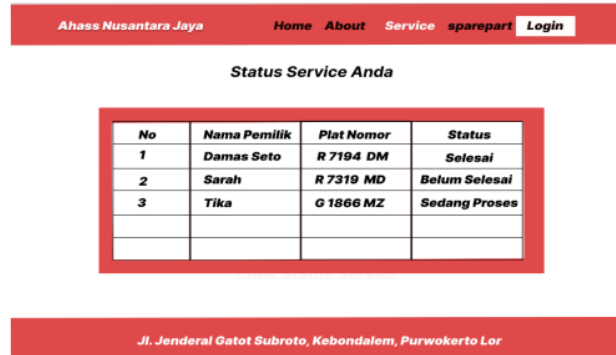 Ahass Nusantara Jaya Home About Service sparepart Login
Status Service Anda
No Nama Pemilik Plat Nomor Status
1 Damas Seto R 7194 DM Selesai
2 Sarah R 7319 MD Belum Selesai
3 Tika G 1866 MZ Sedang Proses
Jl. Jenderal Gatot Subroto, Kebondalem, Purwokerto Lor